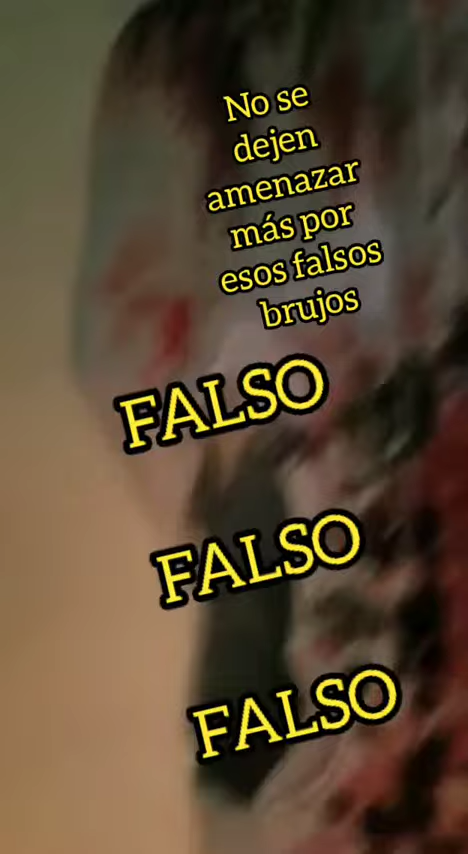 No se
dejen
amenazar
más por
esos falsos
brujos
FALSO
FALSO
FALSO